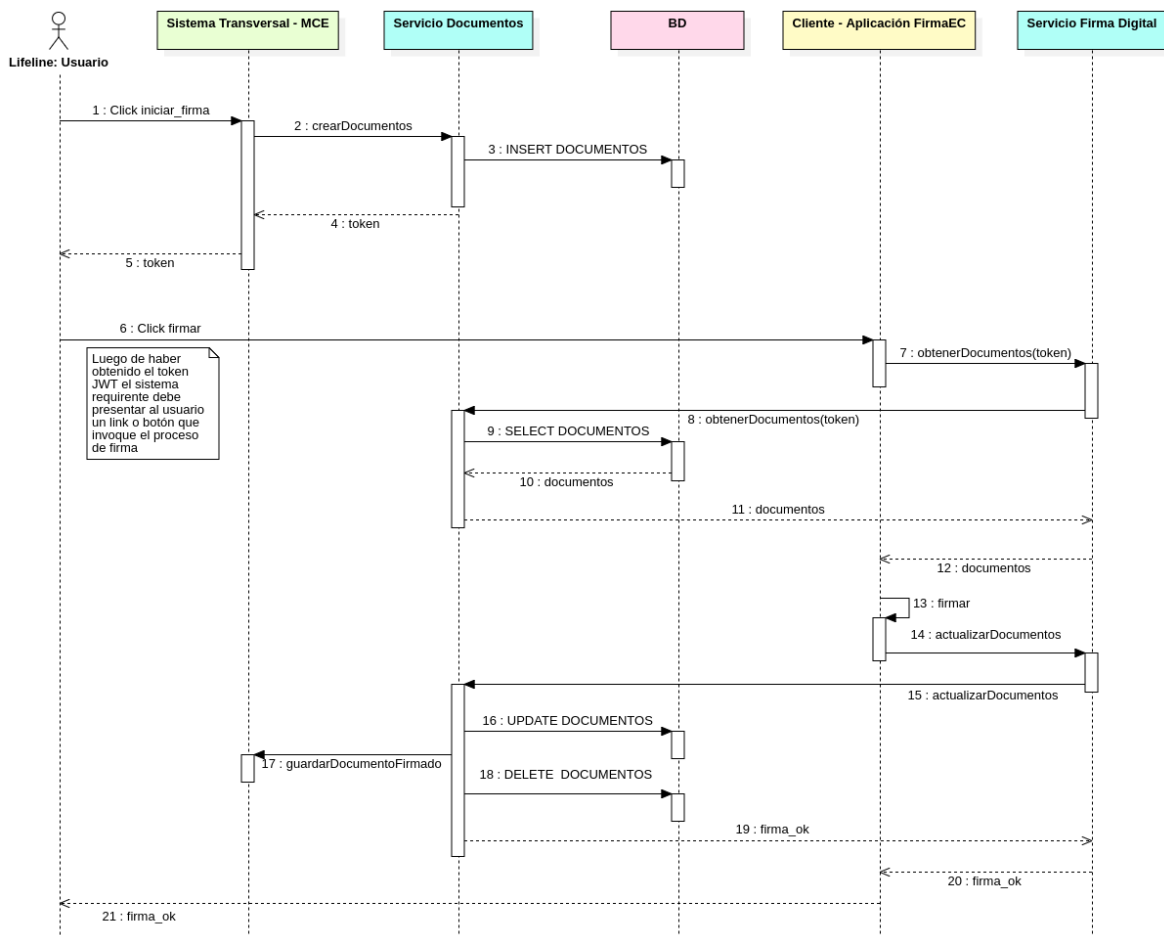 Sistema Transversal - MCE
Servicio Documentos
BD
Cliente - Aplicación FirmaEC
Servicio Firma Digital
Lifeline: Usuario
1 : Click iniciar_firma
2 : crearDocumentos
3 : INSERT DOCUMENTOS
4 : token
5 : token
6 : Click firmar
Luego de haber
obtenido el token
JWT el sistema
requirente debe
presentar al usuario
un link o botón que
invoque el proceso
de firma
7 : obtenerDocumentos(token)
8 : obtenerDocumentos(token)
9 : SELECT DOCUMENTOS
10 : documentos
11 : documentos
12 : documentos
13 : firmar
14 : actualizarDocumentos
15 : actualizarDocumentos
16 : UPDATE DOCUMENTOS
17 : guardarDocumentoFirmado
18 : DELETE  DOCUMENTOS
19 : firma_ok
20 : firma_ok
21 : firma_ok